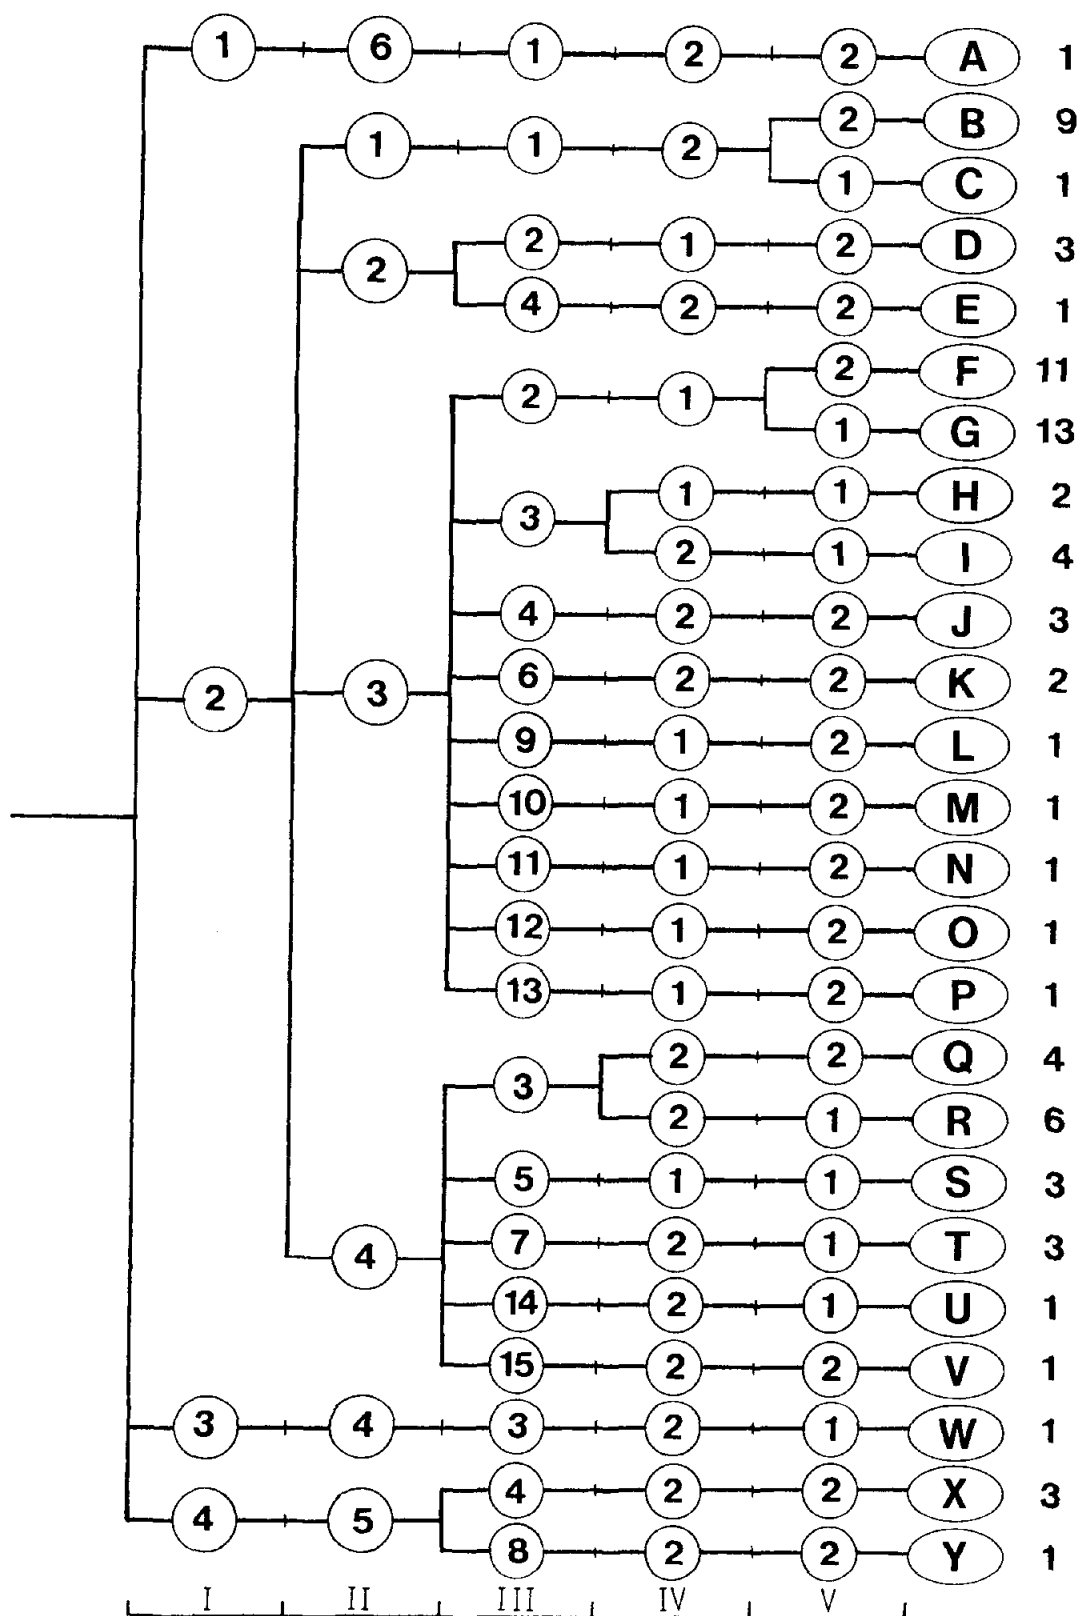 1 6 1 2 2 A 1
1 1 2 2 B 9
1 C 1
2 2 1 2 D 3
4 2 2 E 1
2 1 2 F 11
1 G 13
3 1 1 H 2
2 1 I 4
4 2 2 J 3
2 3 6 2 2 K 2
9 1 2 L 1
10 1 2 M 1
11 1 2 N 1
12 1 2 O 1
13 1 2 P 1
3 2 2 Q 4
2 1 R 6
5 1 1 S 3
4 7 2 1 T 3
14 2 1 U 1
15 2 2 V 1
3 4 3 2 1 W 1
4 5 4 2 2 X 3
8 2 2 Y 1
I II III IV V